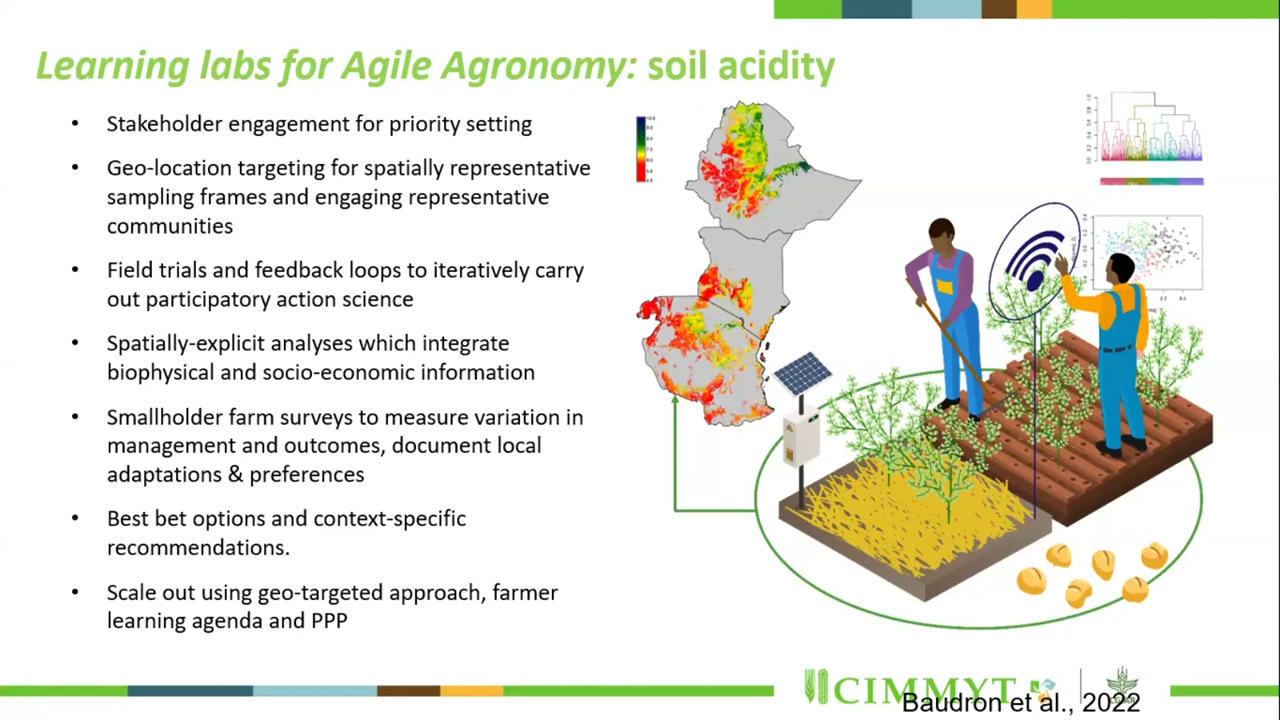 Learning labs for Agile Agronomy: soil acidity
• Stakeholder engagement for priority setting
• Geo-location targeting for spatially representative
sampling frames and engaging representative
communities
• Field trials and feedback loops to iteratively carry
out participatory action science
• Spatially-explicit analyses which integrate
biophysical and socio-economic information
• Smallholder farm surveys to measure variation in
management and outcomes, document local
adaptations & preferences
• Best bet options and context-specific
recommendations.
• Scale out using geo-targeted approach, farmer
learning agenda and PPP
CIMMYT
Baudron et al., 2022